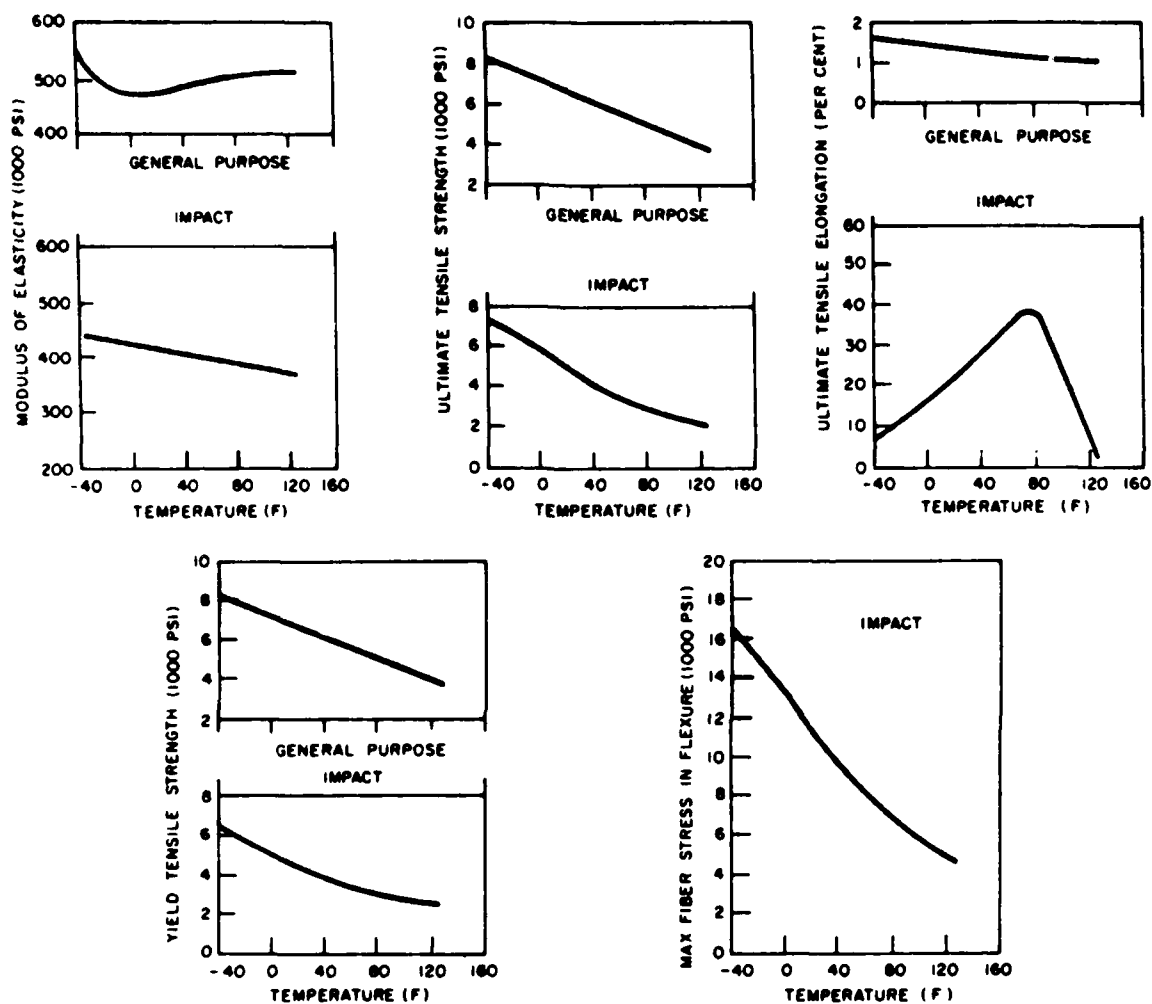 MODULUS OF ELASTICITY (1000 PSI)
600
500
400
GENERAL PURPOSE
IMPACT
600
500
400
300
200
-40 0 40 80 120 160
TEMPERATURE (F)
ULTIMATE TENSILE STRENGTH (1000 PSI)
10
8
6
4
2
GENERAL PURPOSE
IMPACT
8
6
4
2
0
-40 0 40 80 120 160
TEMPERATURE (F)
ULTIMATE TENSILE ELONGATION (PER CENT)
2
1
0
GENERAL PURPOSE
IMPACT
60
50
40
30
20
10
0
-40 0 40 80 120 160
TEMPERATURE (F)
YIELD TENSILE STRENGTH (1000 PSI)
10
8
6
4
2
GENERAL PURPOSE
IMPACT
8
6
4
2
0
-40 0 40 80 120 160
TEMPERATURE (F)
MAX FIBER STRESS IN FLEXURE (1000 PSI)
20
18
16
14
12
10
8
6
4
2
0
IMPACT
-40 0 40 80 120 160
TEMPERATURE (F)